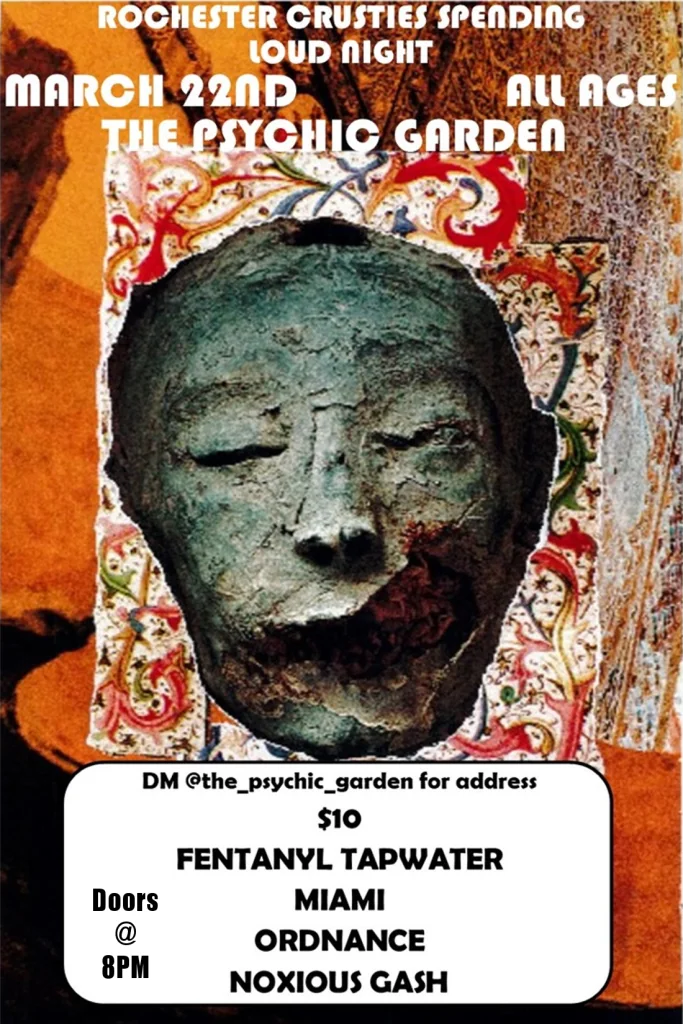 ROCHESTER CRUSTIES SPENDING
LOUD NIGHT
MARCH 22ND ALL AGES
THE PSYCHIC GARDEN
DM @the_psychic_garden for address
$10
FENTANYL TAPWATER
MIAMI
ORDNANCE
NOXIOUS GASH
Doors
@
8PM